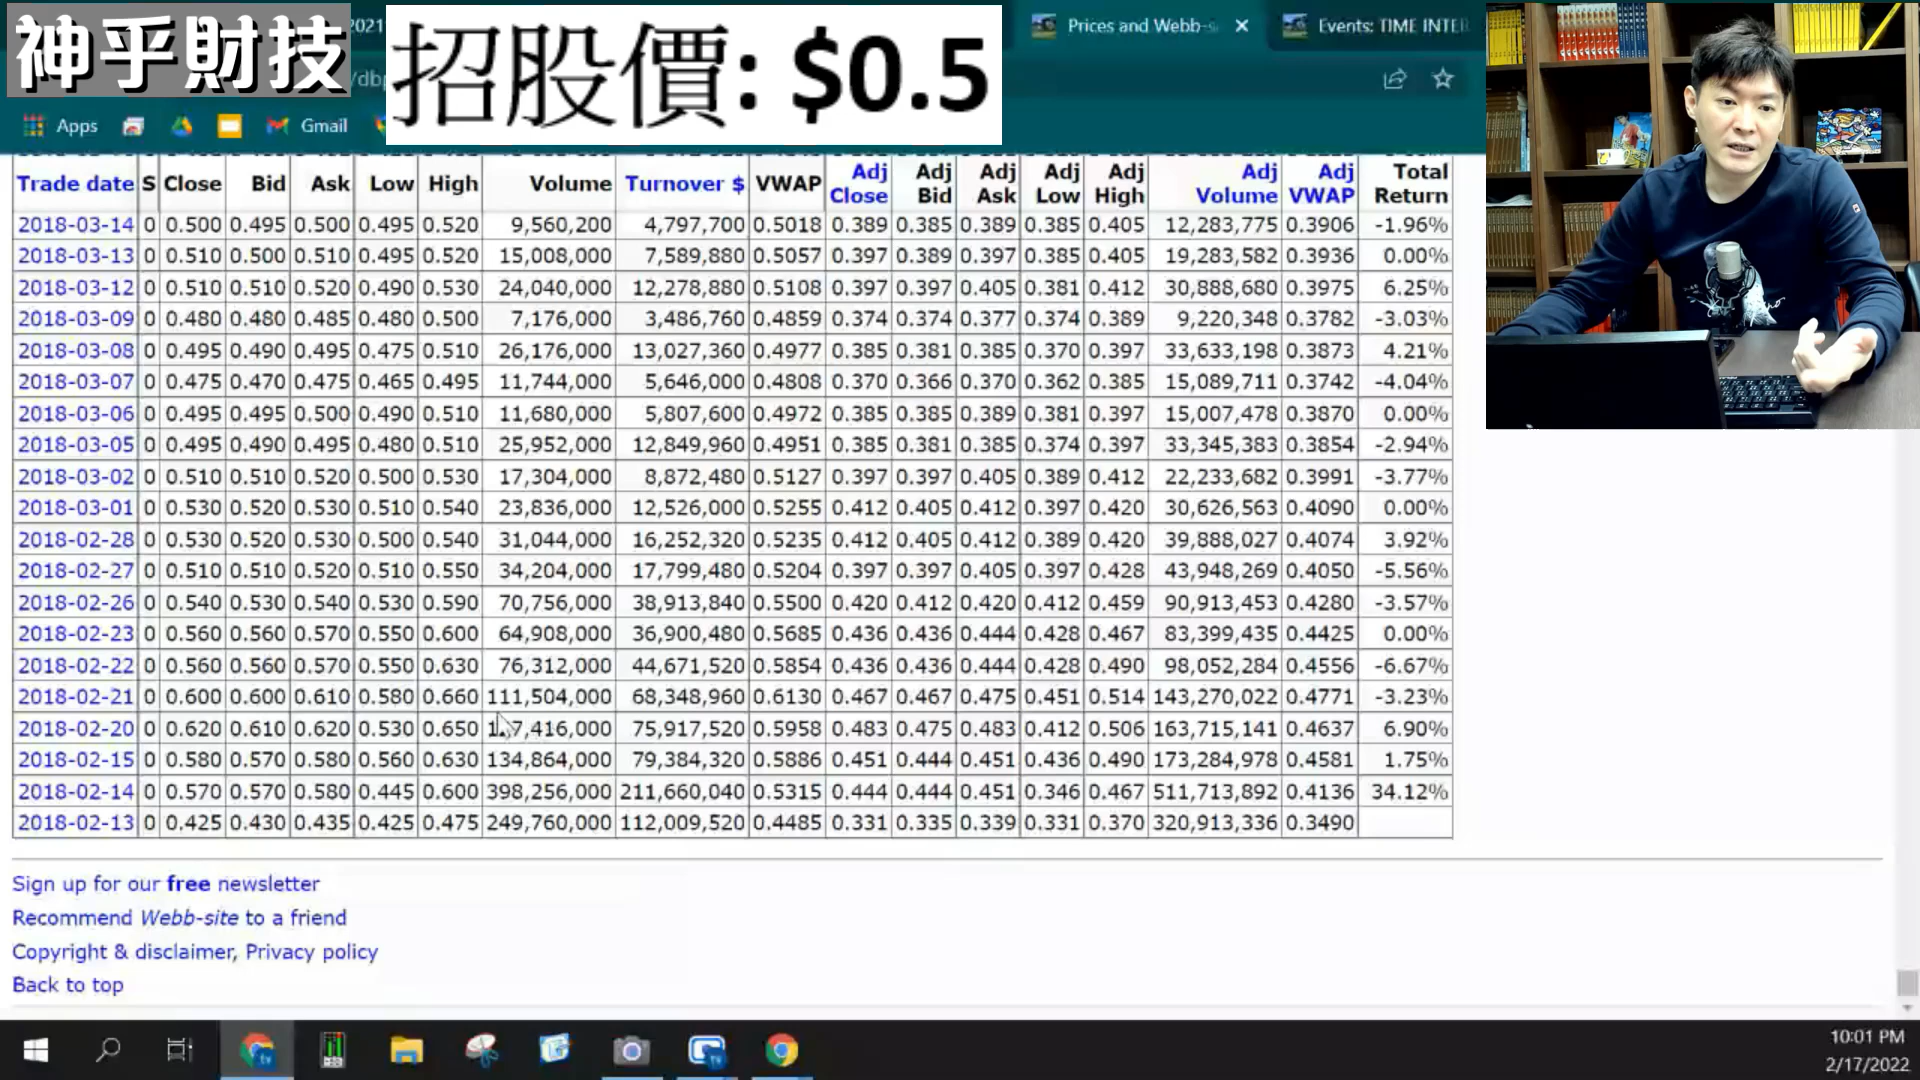 神乎財技
2021
招股價: $0.5
Prices and Webb-s
Events: TIME INTER
/dbp
Apps
Gmail
Trade date S Close Bid Ask Low High Volume Turnover $ VWAP Adj Close Adj Bid Adj Ask Adj Low Adj High Adj Volume Adj VWAP Total Return
2018-03-14 0 0.500 0.495 0.500 0.495 0.520 9,560,200 4,797,700 0.5018 0.389 0.385 0.389 0.385 0.405 12,283,775 0.3906 -1.96%
2018-03-13 0 0.510 0.500 0.510 0.495 0.520 15,008,000 7,589,880 0.5057 0.397 0.389 0.397 0.385 0.405 19,283,582 0.3936 0.00%
2018-03-12 0 0.510 0.510 0.520 0.490 0.530 24,040,000 12,278,880 0.5108 0.397 0.397 0.405 0.381 0.412 30,888,680 0.3975 6.25%
2018-03-09 0 0.480 0.480 0.485 0.480 0.500 7,176,000 3,486,760 0.4859 0.374 0.374 0.377 0.374 0.389 9,220,348 0.3782 -3.03%
2018-03-08 0 0.495 0.490 0.495 0.475 0.510 26,176,000 13,027,360 0.4977 0.385 0.381 0.385 0.370 0.397 33,633,198 0.3873 4.21%
2018-03-07 0 0.475 0.470 0.475 0.465 0.495 11,744,000 5,646,000 0.4808 0.370 0.366 0.370 0.362 0.385 15,089,711 0.3742 -4.04%
2018-03-06 0 0.495 0.495 0.500 0.490 0.510 11,680,000 5,807,600 0.4972 0.385 0.385 0.389 0.381 0.397 15,007,478 0.3870 0.00%
2018-03-05 0 0.495 0.490 0.495 0.480 0.510 25,952,000 12,849,960 0.4951 0.385 0.381 0.385 0.374 0.397 33,345,383 0.3854 -2.94%
2018-03-02 0 0.510 0.510 0.520 0.500 0.530 17,304,000 8,872,480 0.5127 0.397 0.397 0.405 0.389 0.412 22,233,682 0.3991 -3.77%
2018-03-01 0 0.530 0.520 0.530 0.510 0.540 23,836,000 12,526,000 0.5255 0.412 0.405 0.412 0.397 0.420 30,626,563 0.4090 0.00%
2018-02-28 0 0.530 0.520 0.530 0.500 0.540 31,044,000 16,252,320 0.5235 0.412 0.405 0.412 0.389 0.420 39,888,027 0.4074 3.92%
2018-02-27 0 0.510 0.510 0.520 0.510 0.550 34,204,000 17,799,480 0.5204 0.397 0.397 0.405 0.397 0.428 43,948,269 0.4050 -5.56%
2018-02-26 0 0.540 0.530 0.540 0.530 0.590 70,756,000 38,913,840 0.5500 0.420 0.412 0.420 0.412 0.459 90,913,453 0.4280 -3.57%
2018-02-23 0 0.560 0.560 0.570 0.550 0.600 64,908,000 36,900,480 0.5685 0.436 0.436 0.444 0.428 0.467 83,399,435 0.4425 0.00%
2018-02-22 0 0.560 0.560 0.570 0.550 0.630 76,312,000 44,671,520 0.5854 0.436 0.436 0.444 0.428 0.490 98,052,284 0.4556 -6.67%
2018-02-21 0 0.600 0.600 0.610 0.580 0.660 111,504,000 68,348,960 0.6130 0.467 0.467 0.475 0.451 0.514 143,270,022 0.4771 -3.23%
2018-02-20 0 0.620 0.610 0.620 0.530 0.650 75,917,520 0.5958 0.483 0.475 0.483 0.412 0.506 163,715,141 0.4637 6.90%
2018-02-15 0 0.580 0.570 0.580 0.560 0.630 134,864,000 79,384,320 0.5886 0.451 0.444 0.451 0.436 0.490 173,284,978 0.4581 1.75%
2018-02-14 0 0.570 0.570 0.580 0.445 0.600 398,256,000 211,660,040 0.5315 0.444 0.444 0.451 0.346 0.467 511,713,892 0.4136 34.12%
2018-02-13 0 0.425 0.430 0.435 0.425 0.475 249,760,000 112,009,520 0.4485 0.331 0.335 0.339 0.331 0.370 320,913,336 0.3490
Sign up for our free newsletter
Recommend Webb-site to a friend
Copyright & disclaimer, Privacy policy
Back to top
10:01 PM
2/17/2022